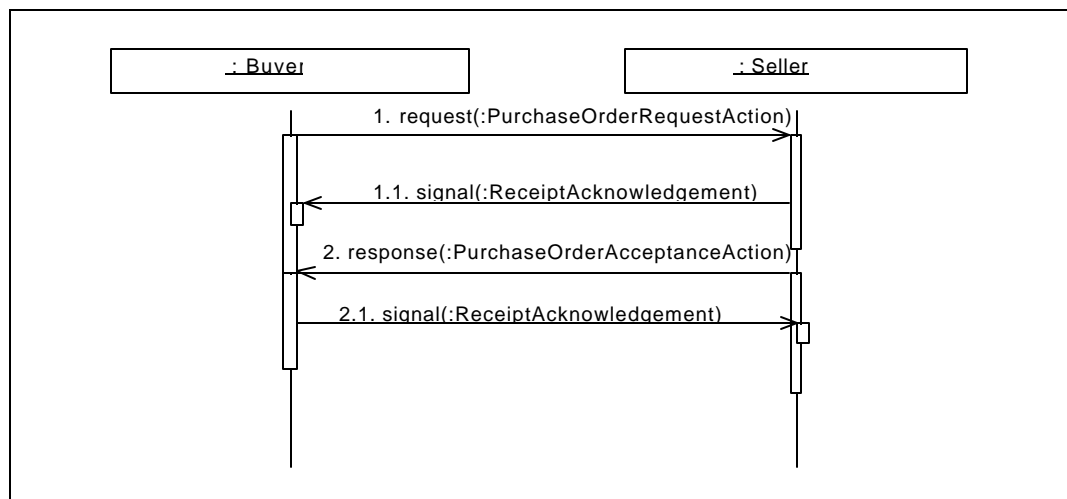 : Buyer
: Seller
1. request(:PurchaseOrderRequestAction)
1.1. signal(:ReceiptAcknowledgement)
2. response(:PurchaseOrderAcceptanceAction)
2.1. signal(:ReceiptAcknowledgement)